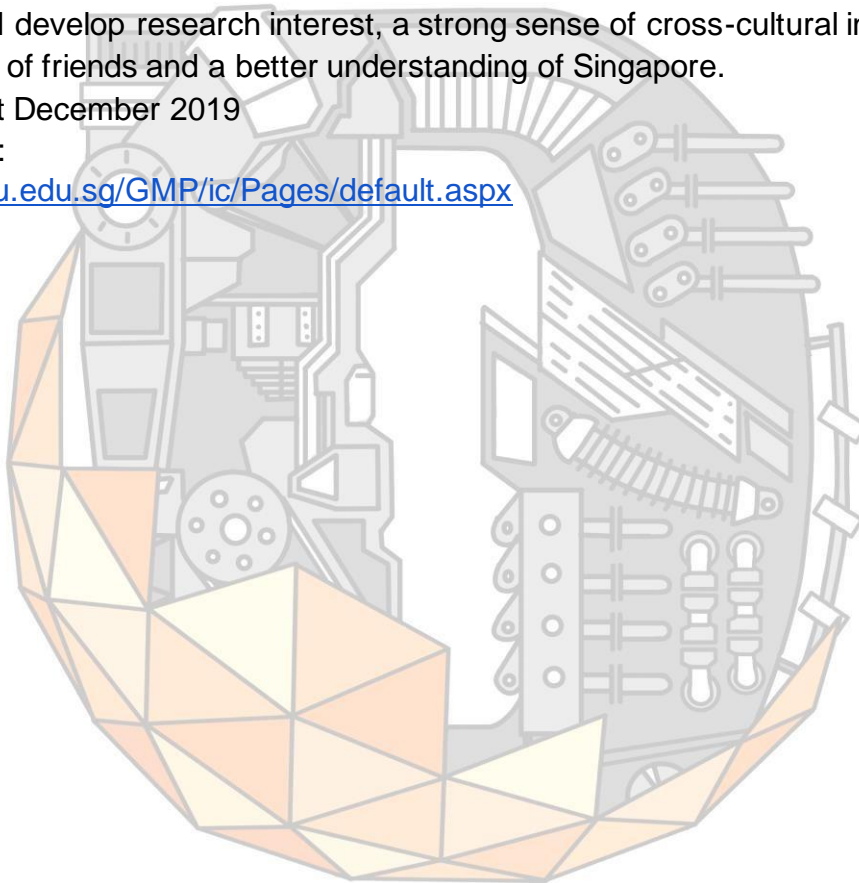 develop research interest, a strong sense of cross-cultural
of friends and a better understanding of Singapore.
December 2019
:
u.edu.sg/GMP/ic/Pages/default.aspx